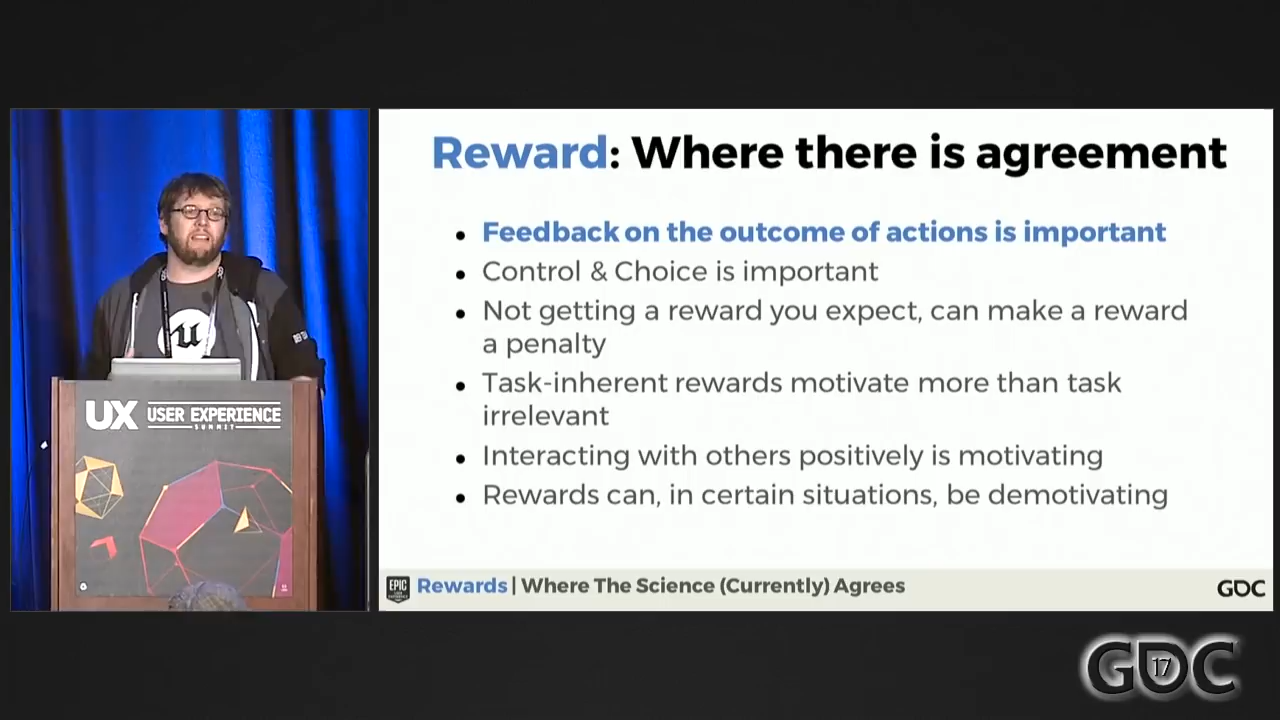 Reward: Where there is agreement
• Feedback on the outcome of actions is important
• Control & Choice is important
• Not getting a reward you expect, can make a reward
a penalty
• Task-inherent rewards motivate more than task
irrelevant
• Interacting with others positively is motivating
• Rewards can, in certain situations, be demotivating
EPIC
Rewards | Where The Science (Currently) Agrees
GDC
UX USER EXPERIENCE
SUMMIT
GDC
17